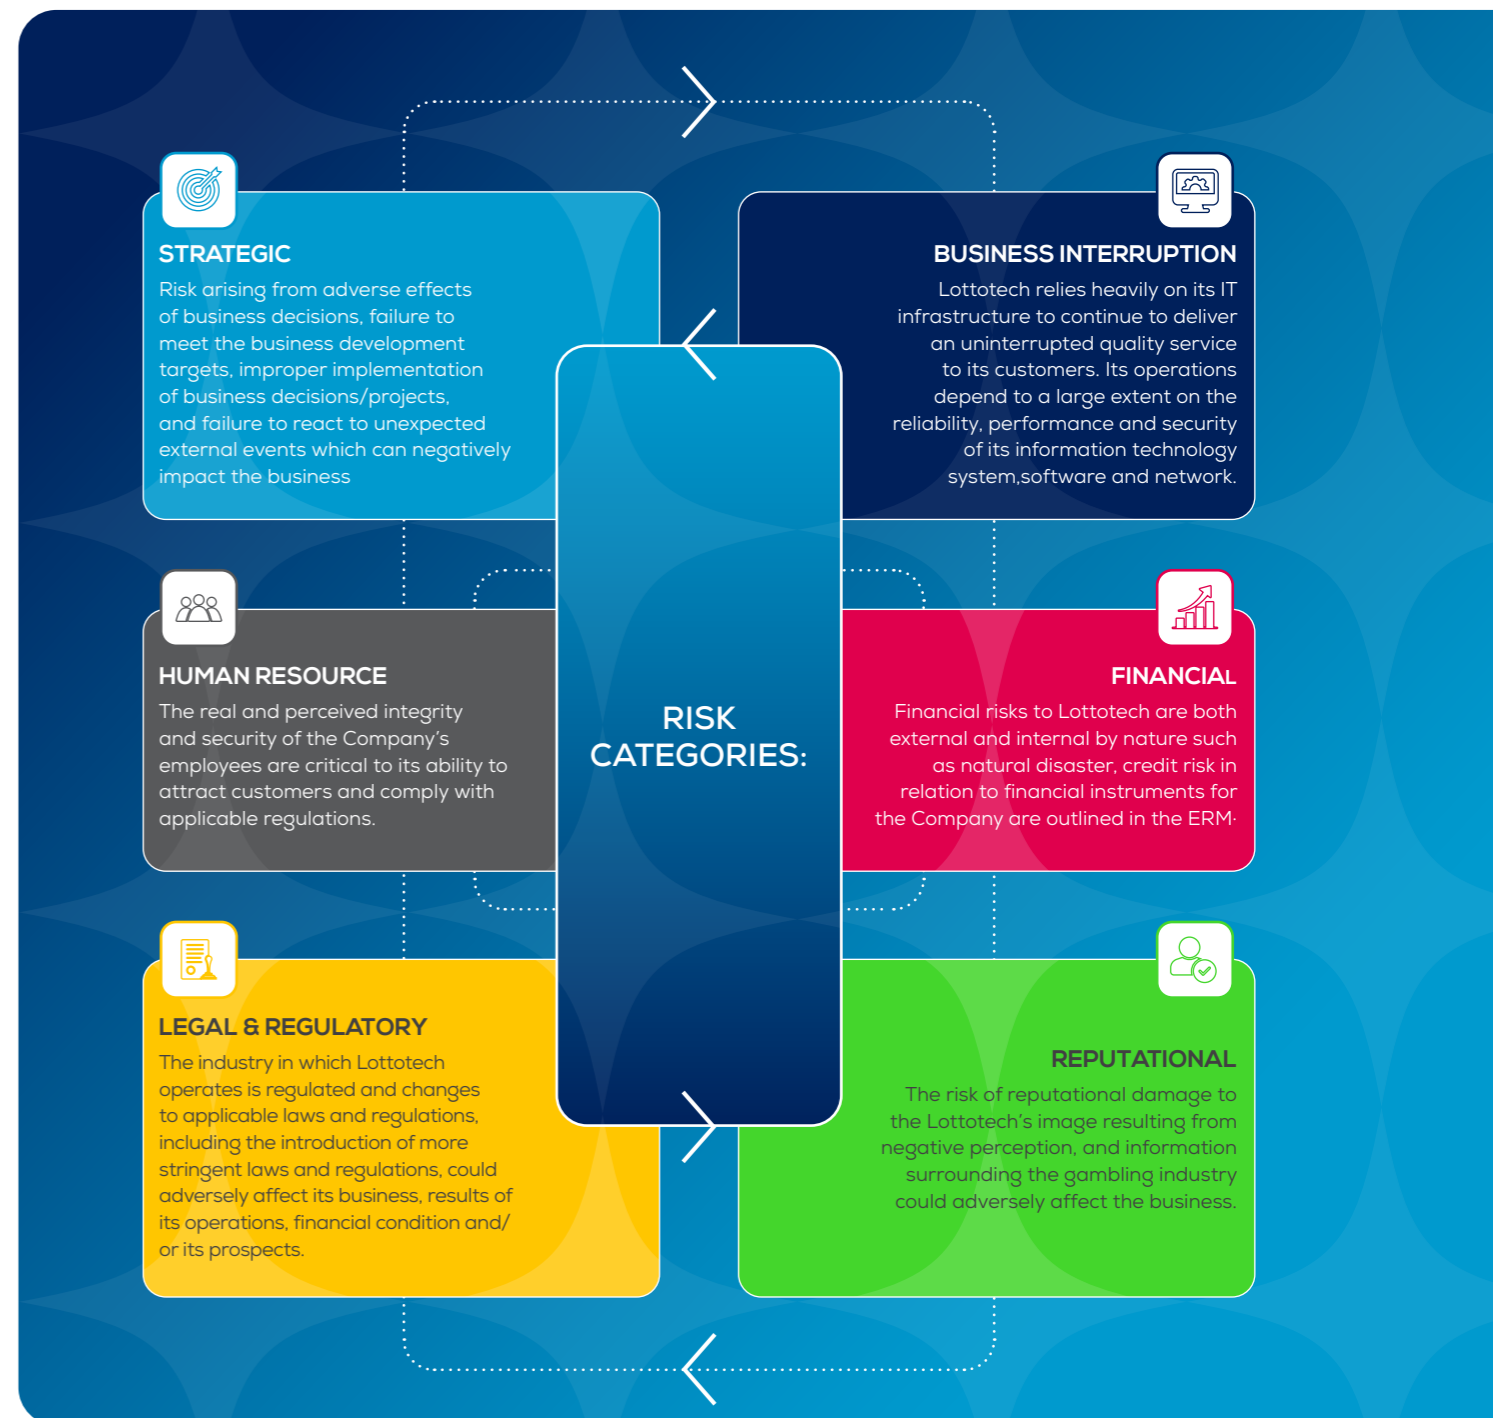 STRATEGIC
Risk arising from adverse effects
of business decisions, failure to
meet the business development
targets, improper implementation
of business decisions/projects,
and failure to react to unexpected
external events which can negatively
impact the business
BUSINESS INTERRUPTION
Lottotech relies heavily on its IT
infrastructure to continue to deliver
an uninterrupted quality service
to its customers. Its operations
depend to a large extent on the
reliability, performance and security
of its information technology
system,software and network.
HUMAN RESOURCE
The real and perceived integrity
and security of the Company's
employees are critical to its ability to
attract customers and comply with
applicable regulations.
RISK
CATEGORIES:
FINANCIAL
Financial risks to Lottotech are both
external and internal by nature such
as natural disaster, credit risk in
relation to financial instruments for
the Company are outlined in the ERM·
LEGAL & REGULATORY
The industry in which Lottotech
operates is regulated and changes
to applicable laws and regulations,
including the introduction of more
stringent laws and regulations, could
adversely affect its business, results of
its operations, financial condition and/
or its prospects.
REPUTATIONAL
The risk of reputational damage to
the Lottotech's image resulting from
negative perception, and information
surrounding the gambling industry
could adversely affect the business.